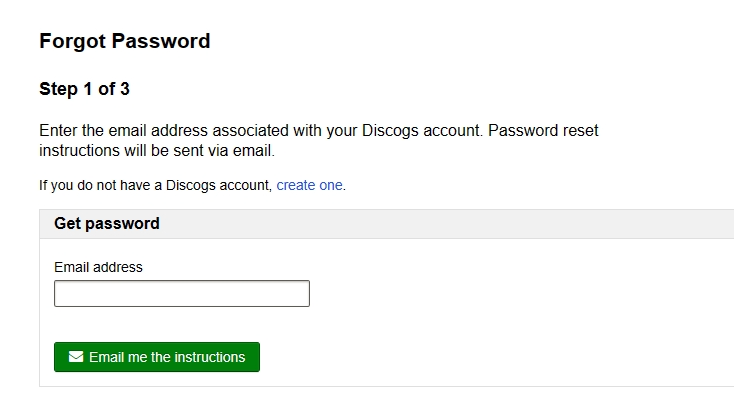 Forgot Password
Step 1 of 3
Enter the email address associated with your Discogs account. Password reset
instructions will be sent via email.
If you do not have a Discogs account, create one.
Get password
Email address
Email me the instructions